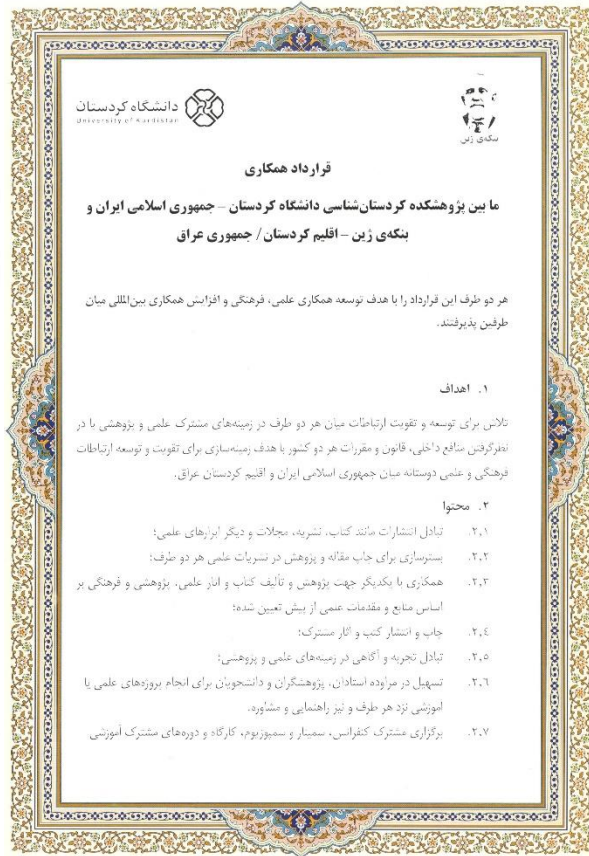 دانشگاه کردستان
University of Kurdistan
بنکەی ژین
قرارداد همکاری
ما بین پژوهشکده کردستان‌شناسی دانشگاه کردستان – جمهوری اسلامی ایران و
بنکه‌ی ژین – اقلیم کردستان/ جمهوری عراق
هر دو طرف این قرارداد را با هدف توسعه همکاری علمی، فرهنگی و افزایش همکاری بین‌المللی میان
طرفین پذیرفتند.
۱. اهداف
تلاش برای توسعه و تقویت ارتباطات میان هر دو طرف در زمینه‌های مشترک علمی و پژوهشی با در
نظرگرفتن منافع داخلی، قانون و مقررات هر دو کشور با هدف زمینه‌سازی برای تقویت و توسعه ارتباطات
فرهنگی و علمی دوستانه میان جمهوری اسلامی ایران و اقلیم کردستان عراق.
۲. محتوا
۲,۱. تبادل انتشارات مانند کتاب، نشریه، مجلات و دیگر ابزارهای علمی؛
۲,۲. بسترسازی برای چاپ مقاله و پژوهش در نشریات علمی هر دو طرف؛
۲,۳. همکاری با یکدیگر جهت پژوهش و تألیف کتاب و آثار علمی، پژوهشی و فرهنگی بر
اساس منابع و مقدمات علمی از پیش تعیین شده؛
۲,٤. چاپ و انتشار کتب و آثار مشترک؛
۲,٥. تبادل تجربه و آگاهی در زمینه‌های علمی و پژوهشی؛
۲,٦. تسهیل در مراوده استادان، پژوهشگران و دانشجویان برای انجام پروژه‌های علمی یا
آموزشی نزد هر طرف و نیز راهنمایی و مشاوره.
۲,۷. برگزاری مشترک کنفرانس، سمینار و سمپوزیوم، کارگاه و دوره‌های مشترک آموزشی